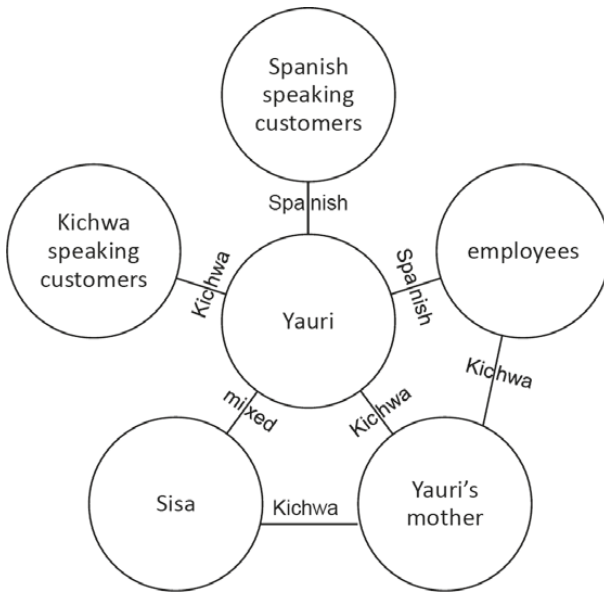 Spanish
speaking
customers
Spanish
Kichwa
speaking
customers
Kichwa
employees
Spanish
Yauri
Kichwa
mixed
Kichwa
Sisa
Kichwa
Yauri's
mother